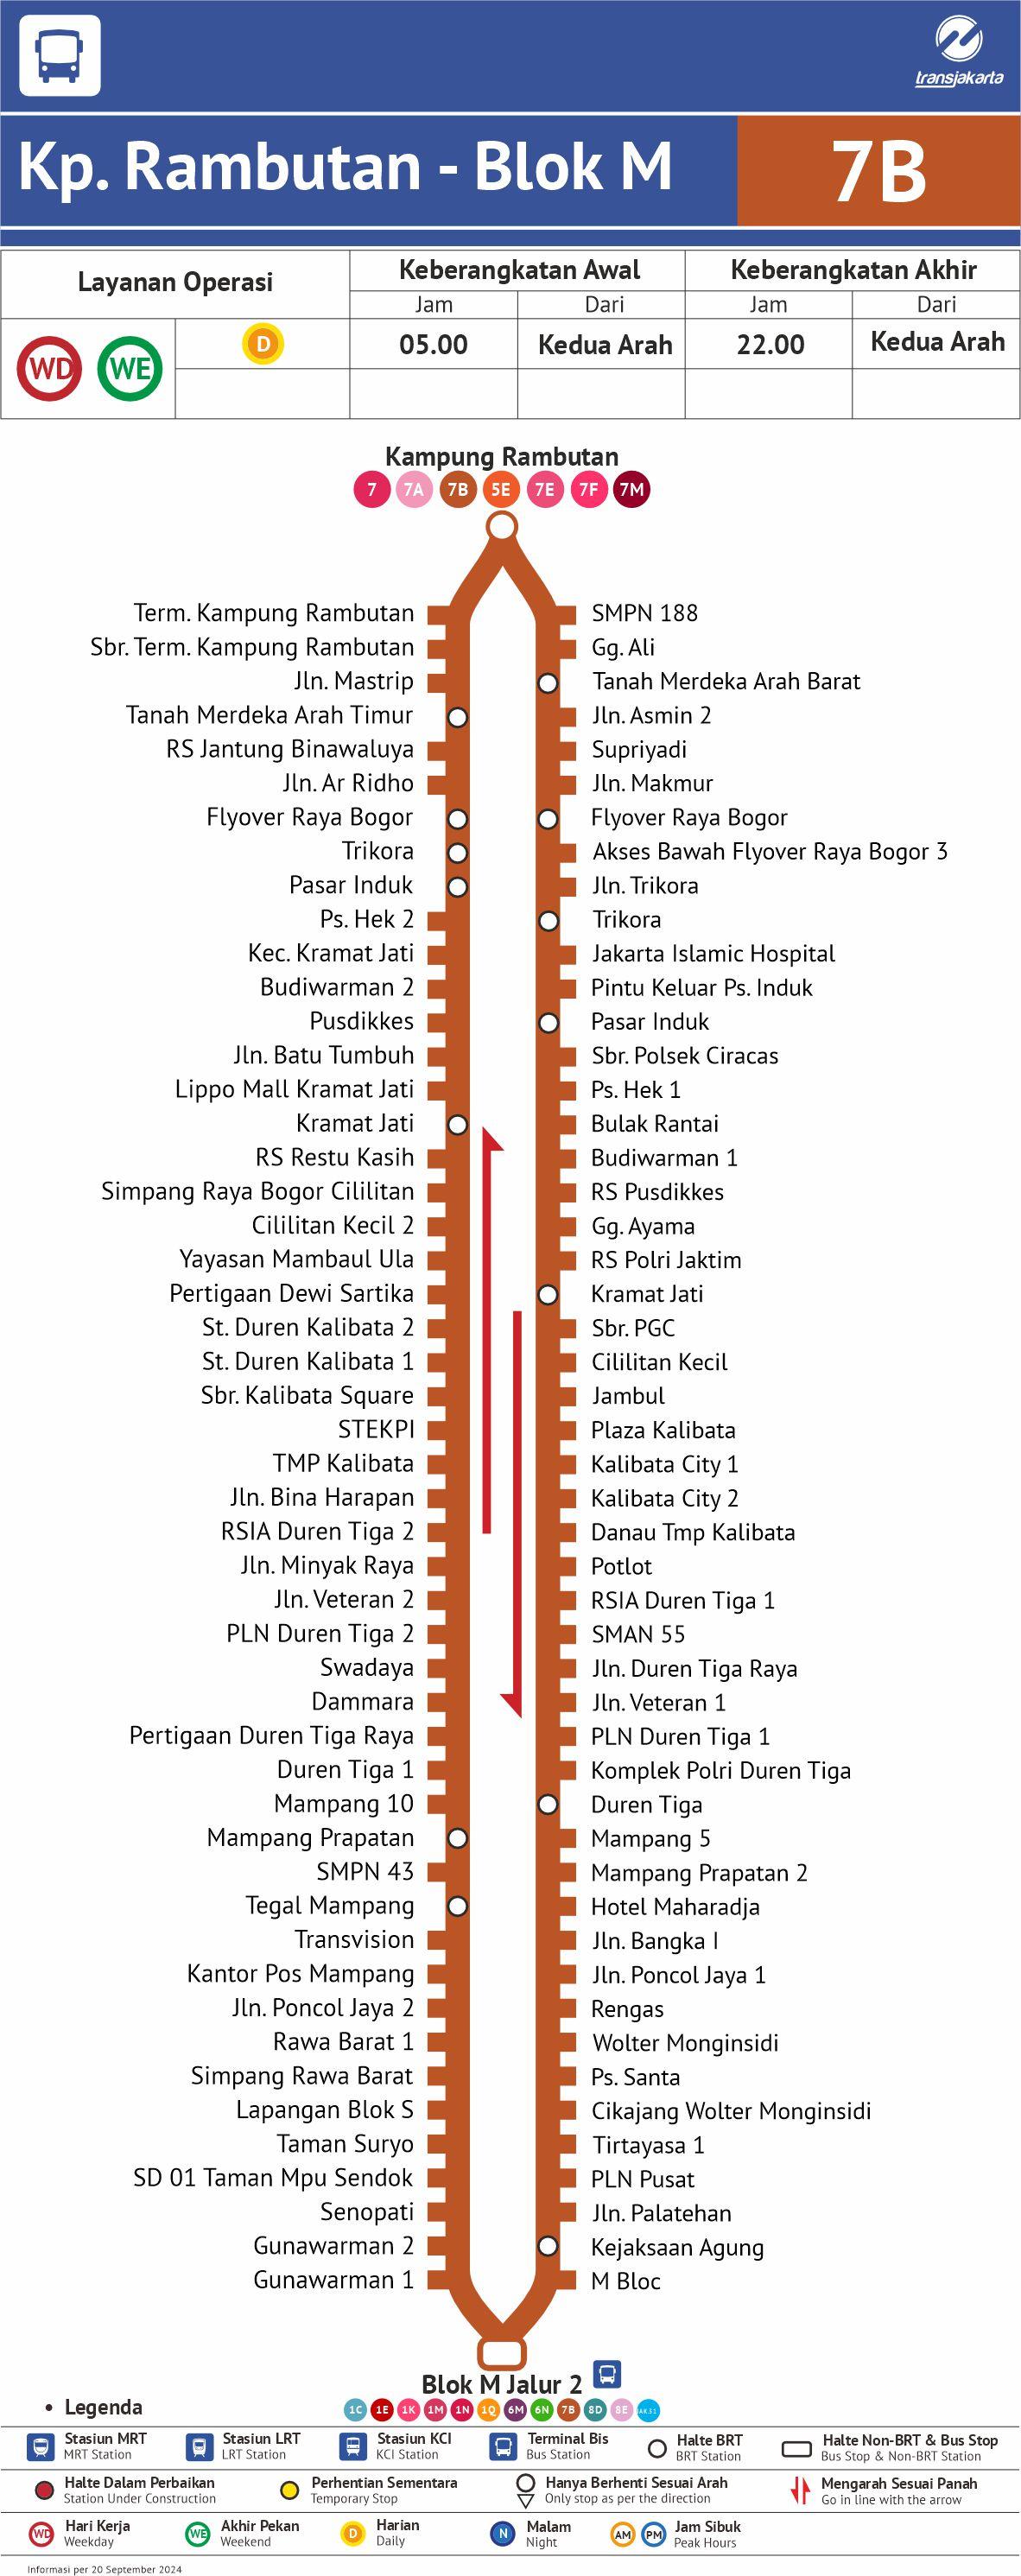 transjakarta
Kp. Rambutan - Blok M
7B
Layanan Operasi
Keberangkatan Awal
Keberangkatan Akhir
Jam
Dari
Jam
Dari
WD
WE
D
05.00
Kedua Arah
22.00
Kedua Arah
Kampung Rambutan
7 7A 7B 5E 7E 7F 7M
Term. Kampung Rambutan
Sbr. Term. Kampung Rambutan
Jln. Mastrip
Tanah Merdeka Arah Timur
RS Jantung Binawaluya
Jln. Ar Ridho
Flyover Raya Bogor
Trikora
Pasar Induk
Ps. Hek 2
Kec. Kramat Jati
Budiwarman 2
Pusdikkes
Jln. Batu Tumbuh
Lippo Mall Kramat Jati
Kramat Jati
RS Restu Kasih
Simpang Raya Bogor Cililitan
Cililitan Kecil 2
Yayasan Mambaul Ula
Pertigaan Dewi Sartika
St. Duren Kalibata 2
St. Duren Kalibata 1
Sbr. Kalibata Square
STEKPI
TMP Kalibata
Jln. Bina Harapan
RSIA Duren Tiga 2
Jln. Minyak Raya
Jln. Veteran 2
PLN Duren Tiga 2
Swadaya
Dammara
Pertigaan Duren Tiga Raya
Duren Tiga 1
Mampang 10
Mampang Prapatan
SMPN 43
Tegal Mampang
Transvision
Kantor Pos Mampang
Jln. Poncol Jaya 2
Rawa Barat 1
Simpang Rawa Barat
Lapangan Blok S
Taman Suryo
SD 01 Taman Mpu Sendok
Senopati
Gunawarman 2
Gunawarman 1
SMPN 188
Gg. Ali
Tanah Merdeka Arah Barat
Jln. Asmin 2
Supriyadi
Jln. Makmur
Flyover Raya Bogor
Akses Bawah Flyover Raya Bogor 3
Jln. Trikora
Trikora
Jakarta Islamic Hospital
Pintu Keluar Ps. Induk
Pasar Induk
Sbr. Polsek Ciracas
Ps. Hek 1
Bulak Rantai
Budiwarman 1
RS Pusdikkes
Gg. Ayama
RS Polri Jaktim
Kramat Jati
Sbr. PGC
Cililitan Kecil
Jambul
Plaza Kalibata
Kalibata City 1
Kalibata City 2
Danau Tmp Kalibata
Potlot
RSIA Duren Tiga 1
SMAN 55
Jln. Duren Tiga Raya
Jln. Veteran 1
PLN Duren Tiga 1
Komplek Polri Duren Tiga
Duren Tiga
Mampang 5
Mampang Prapatan 2
Hotel Maharadja
Jln. Bangka I
Jln. Poncol Jaya 1
Rengas
Wolter Monginsidi
Ps. Santa
Cikajang Wolter Monginsidi
Tirtayasa 1
PLN Pusat
Jln. Palatehan
Kejaksaan Agung
M Bloc
Blok M Jalur 2
1C 1E 1K 1M 1N 1Q 6M 6N 7B 8D 8E
• Legenda
Stasiun MRT
MRT Station
Stasiun LRT
LRT Station
Stasiun KCI
KCI Station
Terminal Bis
Bus Station
Halte BRT
BRT Station
Halte Non-BRT & Bus Stop
Bus Stop & Non-BRT Station
Halte Dalam Perbaikan
Station Under Construction
Perhentian Sementara
Temporary Stop
Hanya Berhenti Sesuai Arah
Only stop as per the direction
Mengarah Sesuai Panah
Go in line with the arrow
WD
Hari Kerja
Weekday
WE
Akhir Pekan
Weekend
D
Harian
Daily
N
Malam
Night
AM PM
Jam Sibuk
Peak Hours
Informasi per 20 September 2024